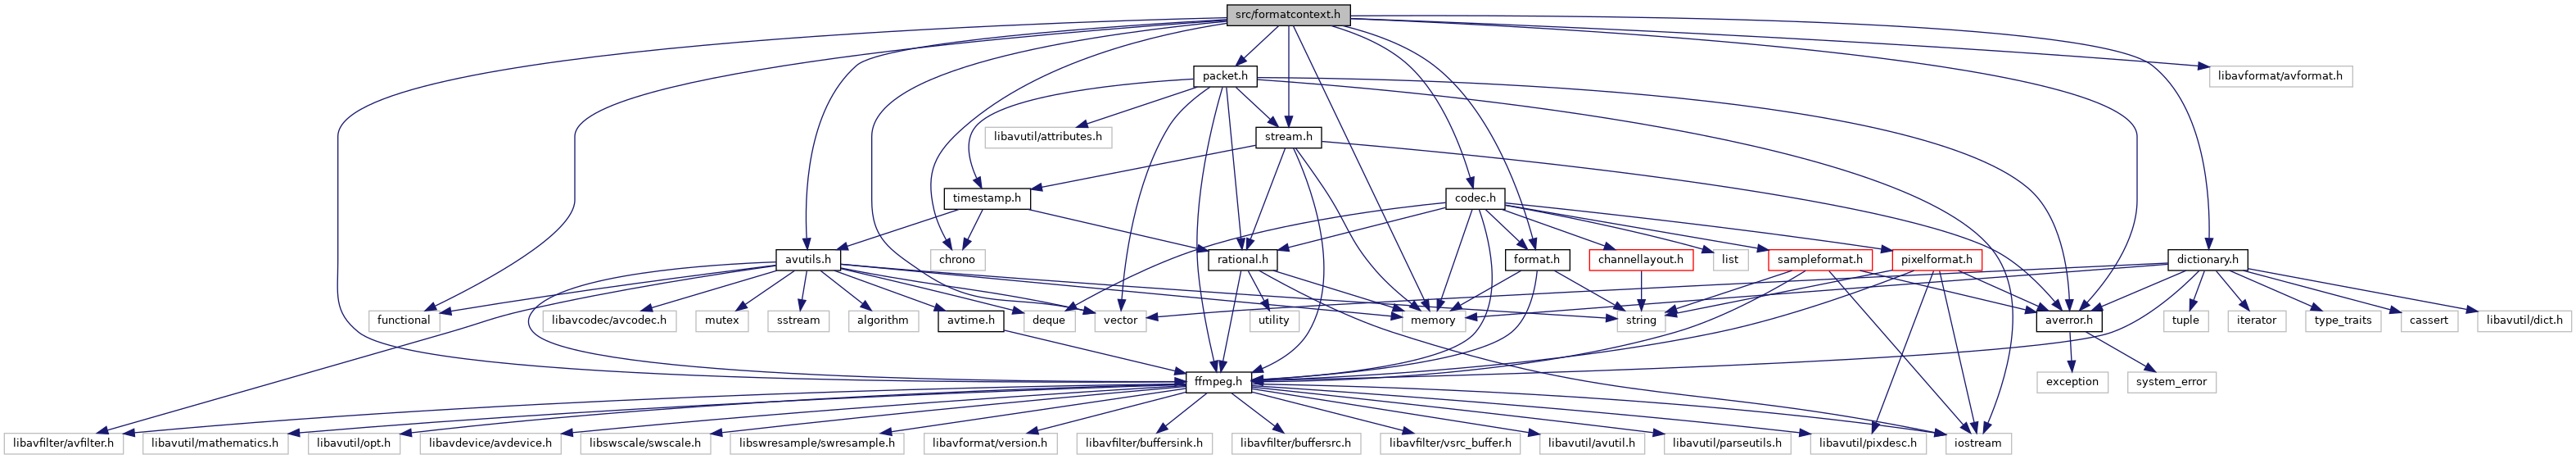 src/formatcontext.h
packet.h
libavformat/avformat.h
libavutil/attributes.h
stream.h
timestamp.h
codec.h
avutils.h
chrono
rational.h
format.h
channellayout.h
list
sampleformat.h
pixelformat.h
dictionary.h
functional
libavcodec/avcodec.h
mutex
sstream
algorithm
avtime.h
deque
vector
utility
memory
string
averror.h
tuple
iterator
type_traits
cassert
libavutil/dict.h
ffmpeg.h
exception
system_error
libavfilter/avfilter.h
libavutil/mathematics.h
libavutil/opt.h
libavdevice/avdevice.h
libswscale/swscale.h
libswresample/swresample.h
libavformat/version.h
libavfilter/buffersink.h
libavfilter/buffersrc.h
libavfilter/vsrc_buffer.h
libavutil/avutil.h
libavutil/parseutils.h
libavutil/pixdesc.h
iostream